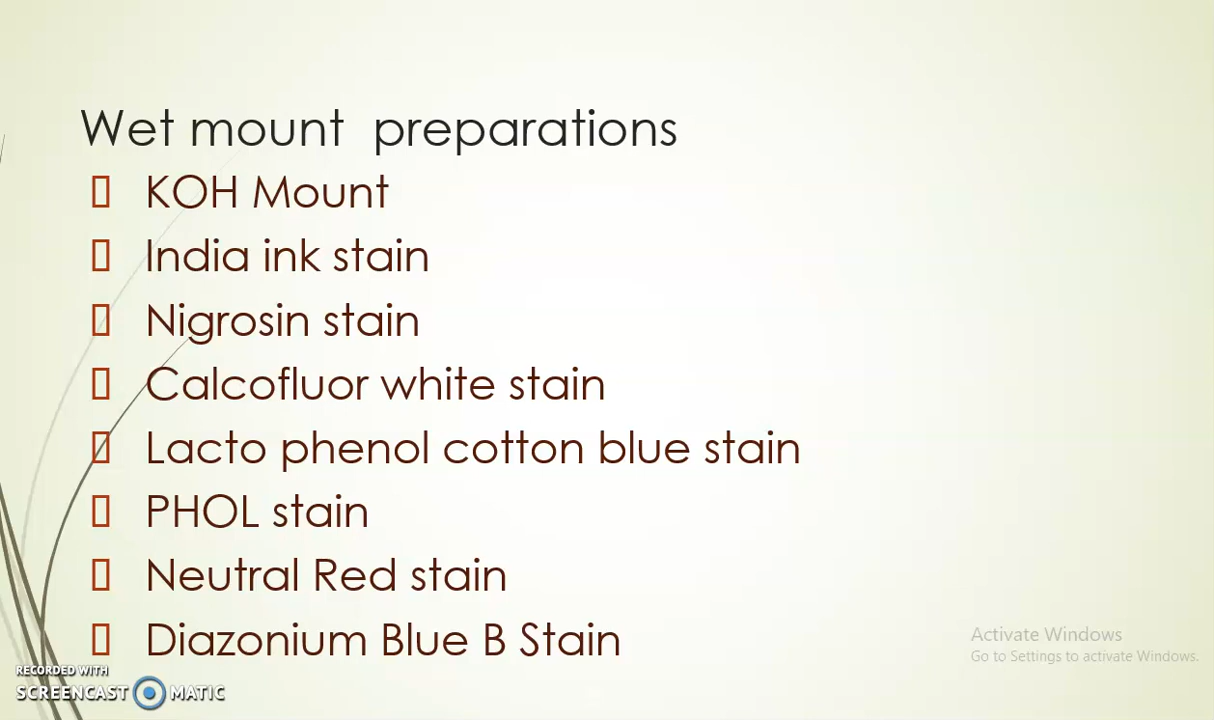 Wet mount preparations
KOH Mount
India ink stain
Nigrosin stain
Calcofluor white stain
Lacto phenol cotton blue stain
PHOL stain
Neutral Red stain
Diazonium Blue B Stain
Activate Windows
Go to Settings to activate Windows.
RECORDED WITH
SCREENCAST MATIC